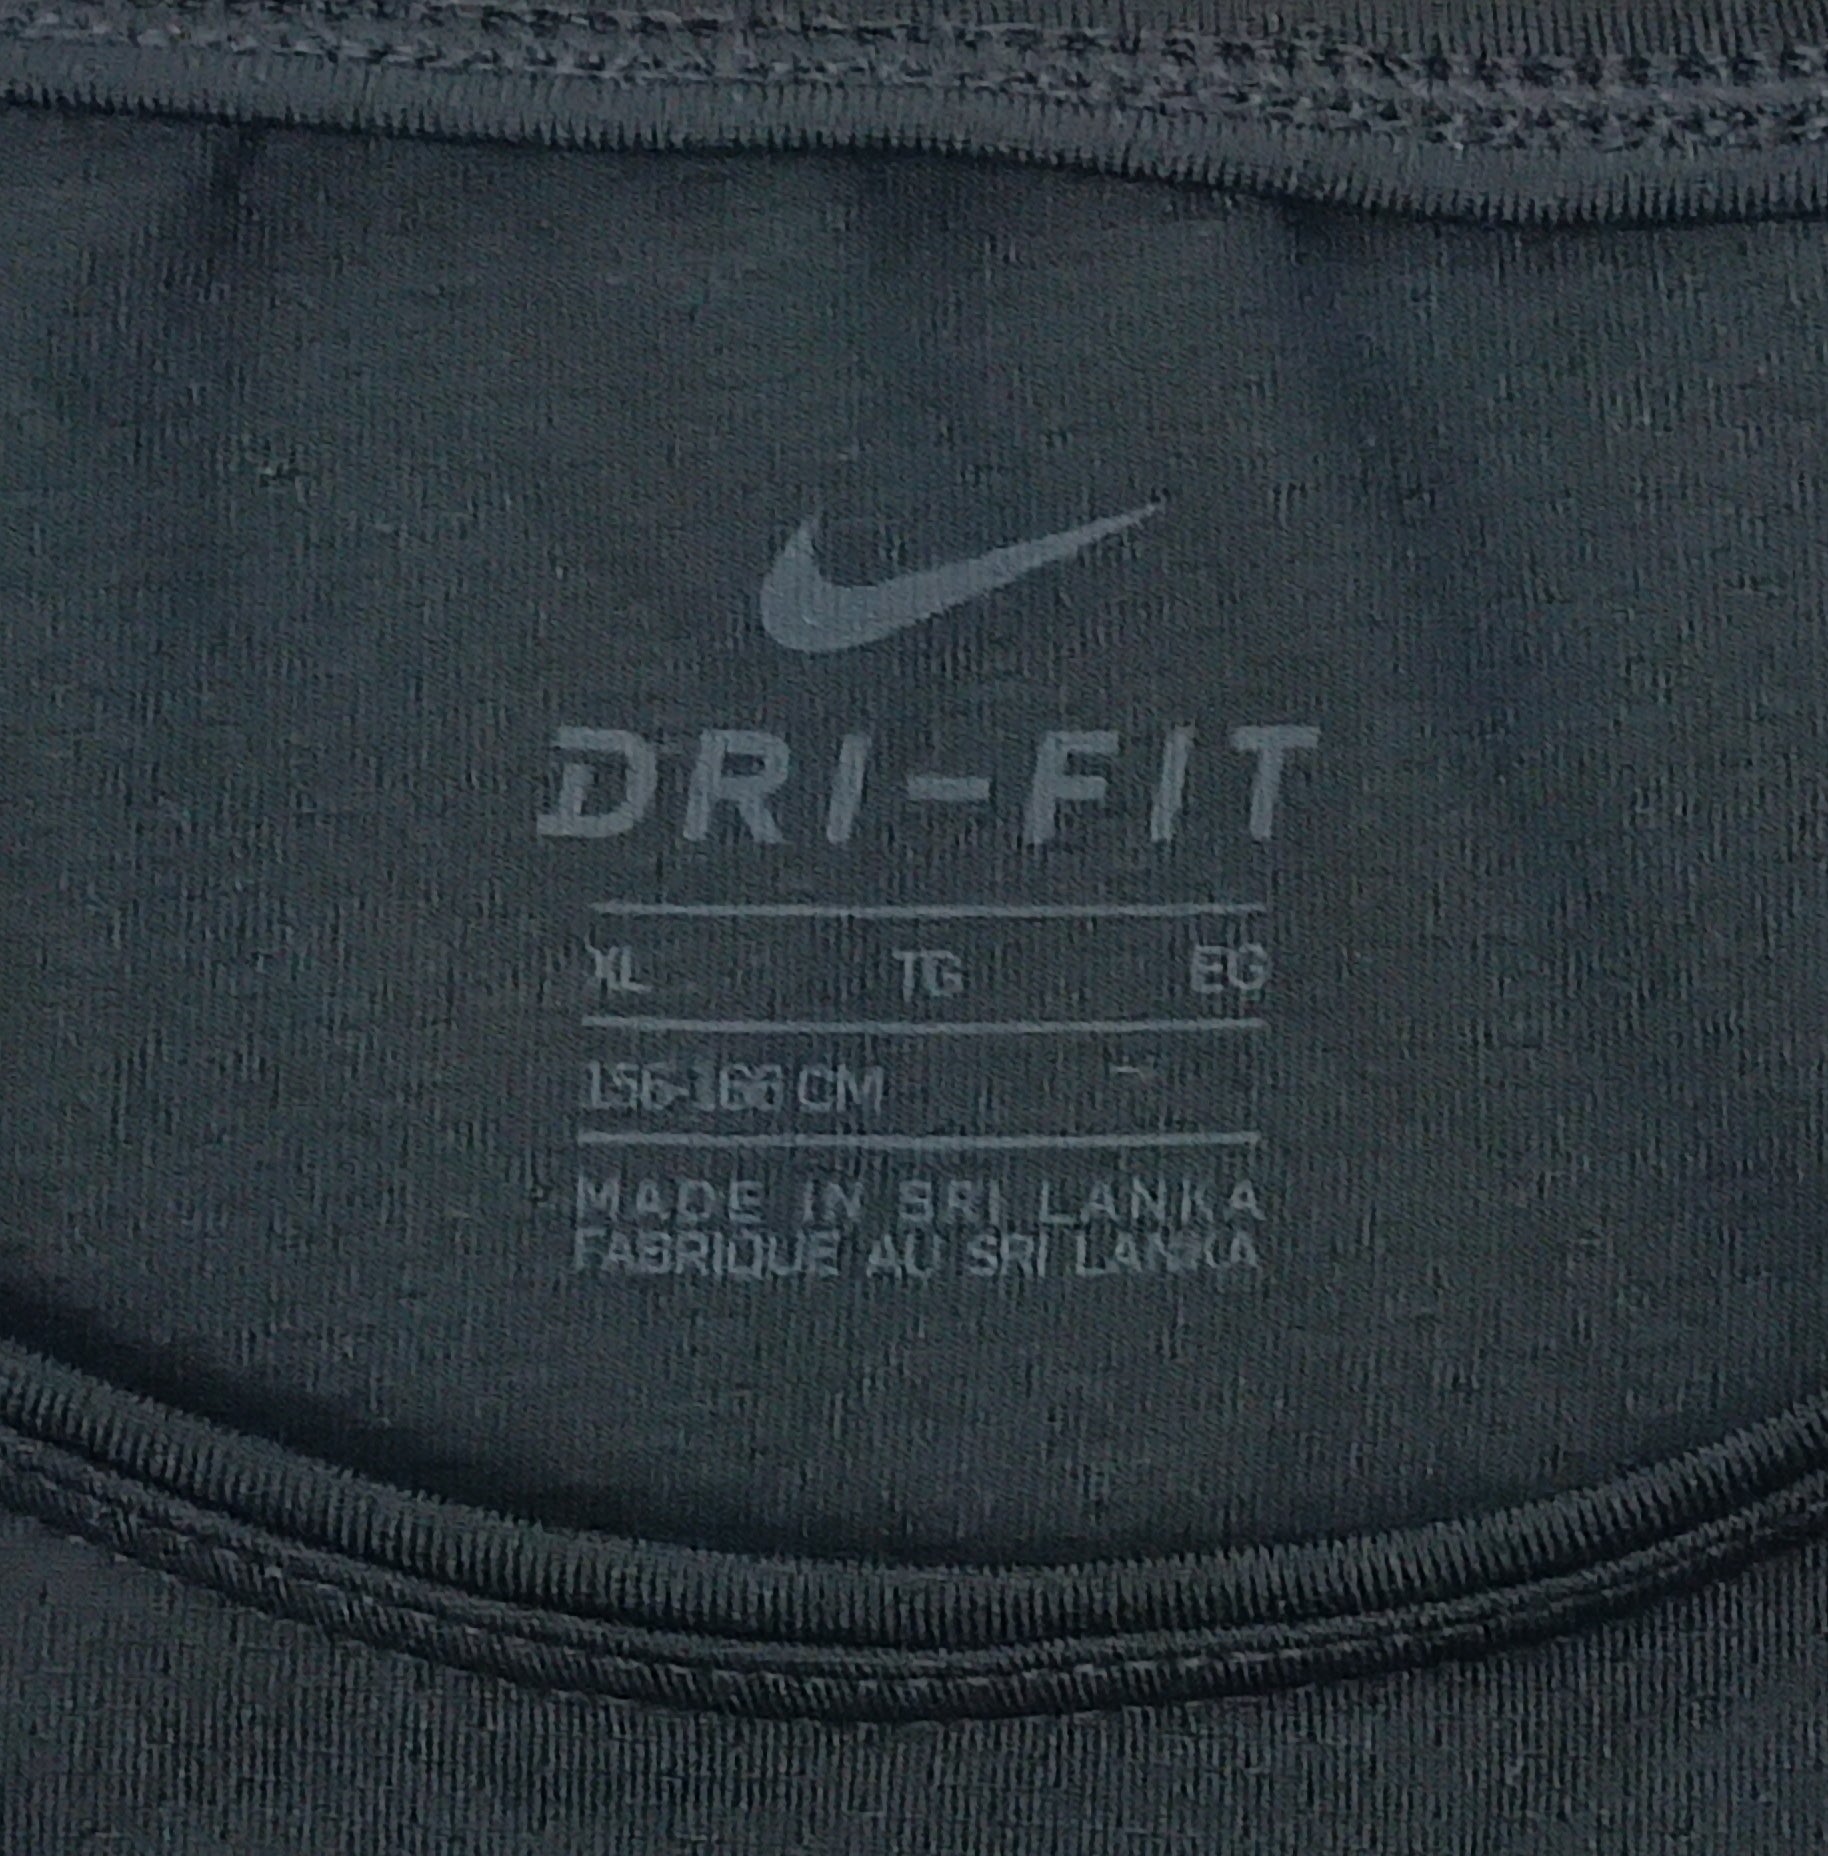 DRI-FIT
XL TG EG
156-166 CM
MADE IN SRI LANKA
FABRIQUE AU SRI LANKA